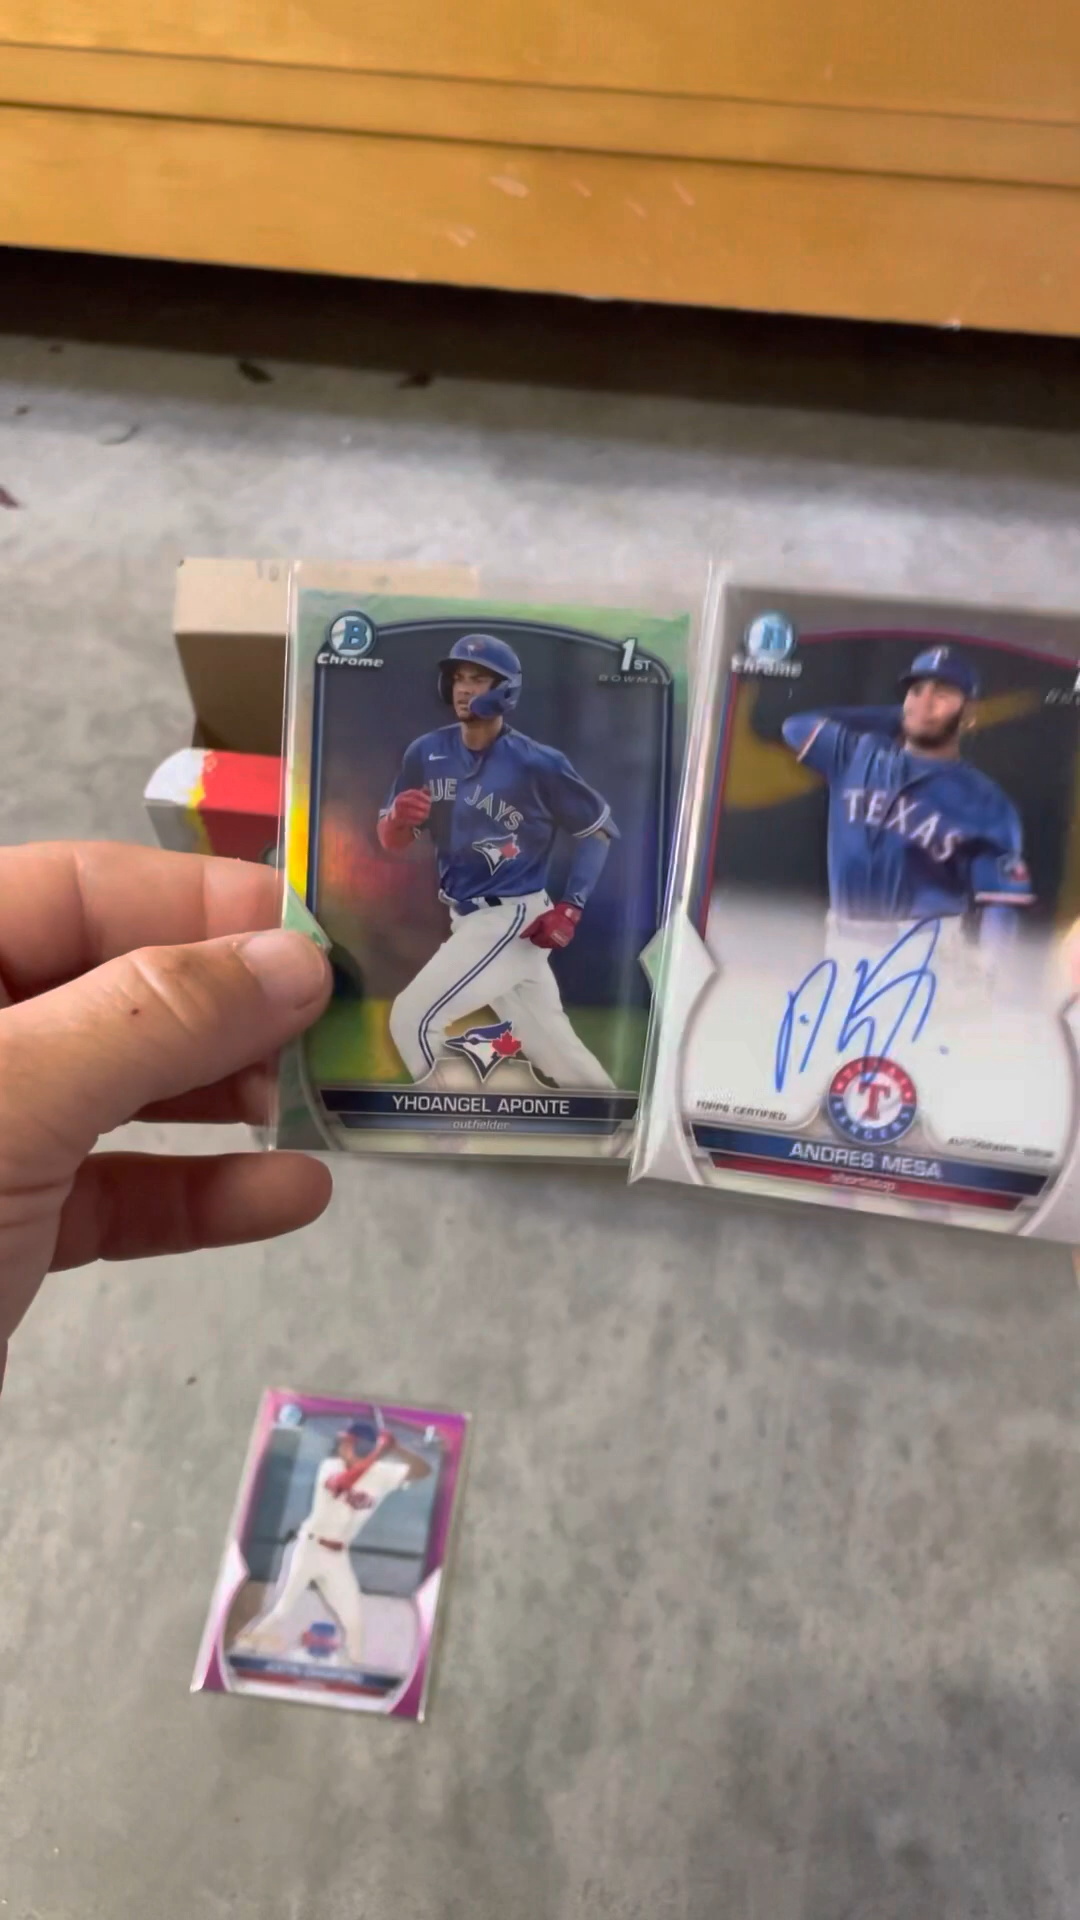 B
Chrome
1ST
BOWMAN
UE JAYS
YHOANGEL APONTE
outfielder
Chrome
TEXAS
T
TOPPS CERTIFIED
ANDRES MESA
shortstop